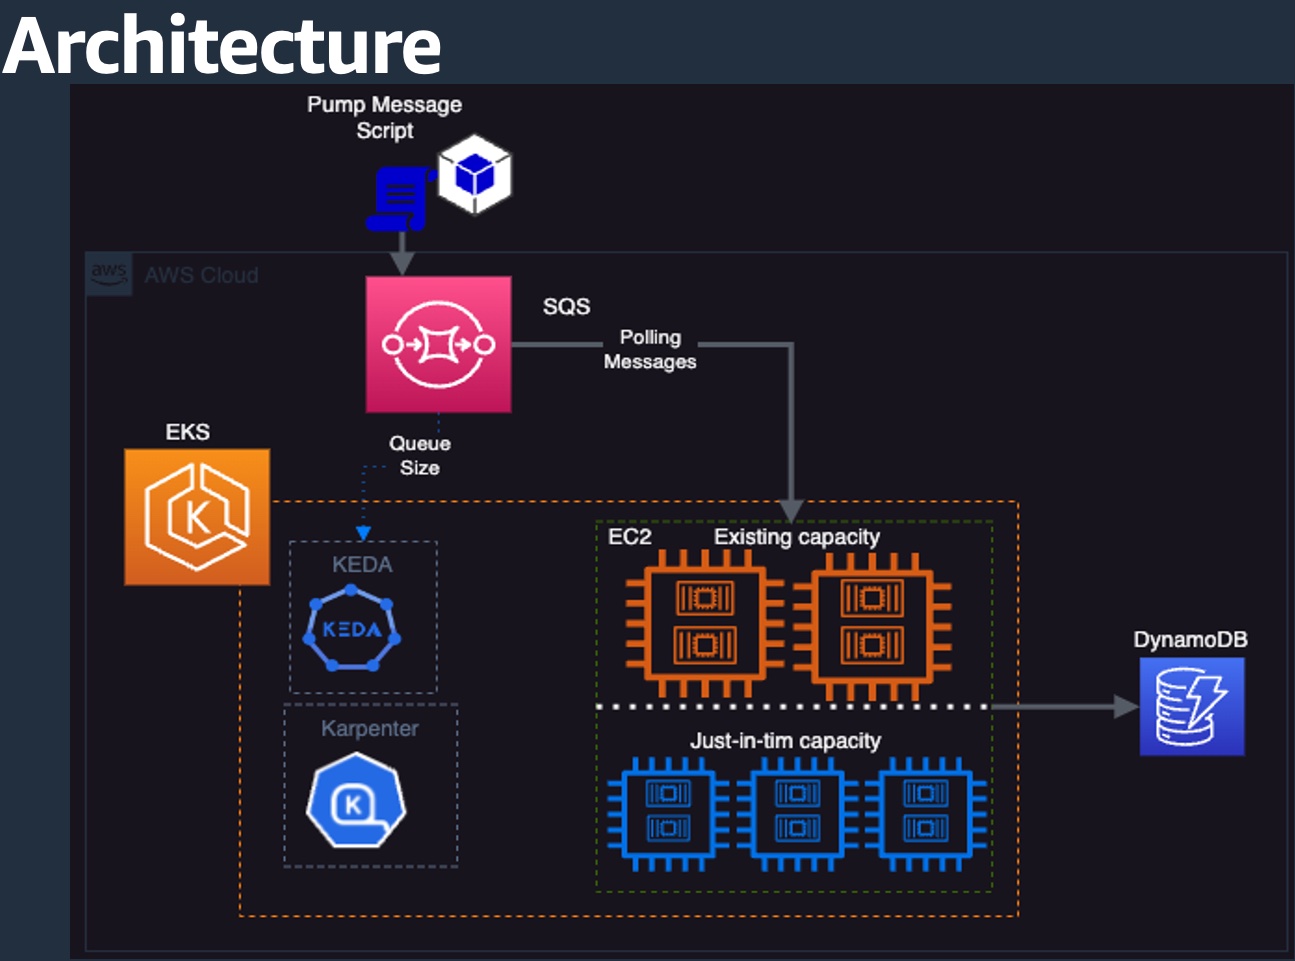 Architecture
Pump Message
Script
aws
AWS Cloud
SQS
Polling
Messages
EKS
K
Queue
Size
KEDA
KEDA
Karpenter
K
EC2
Existing capacity
Just-in-tim capacity
DynamoDB